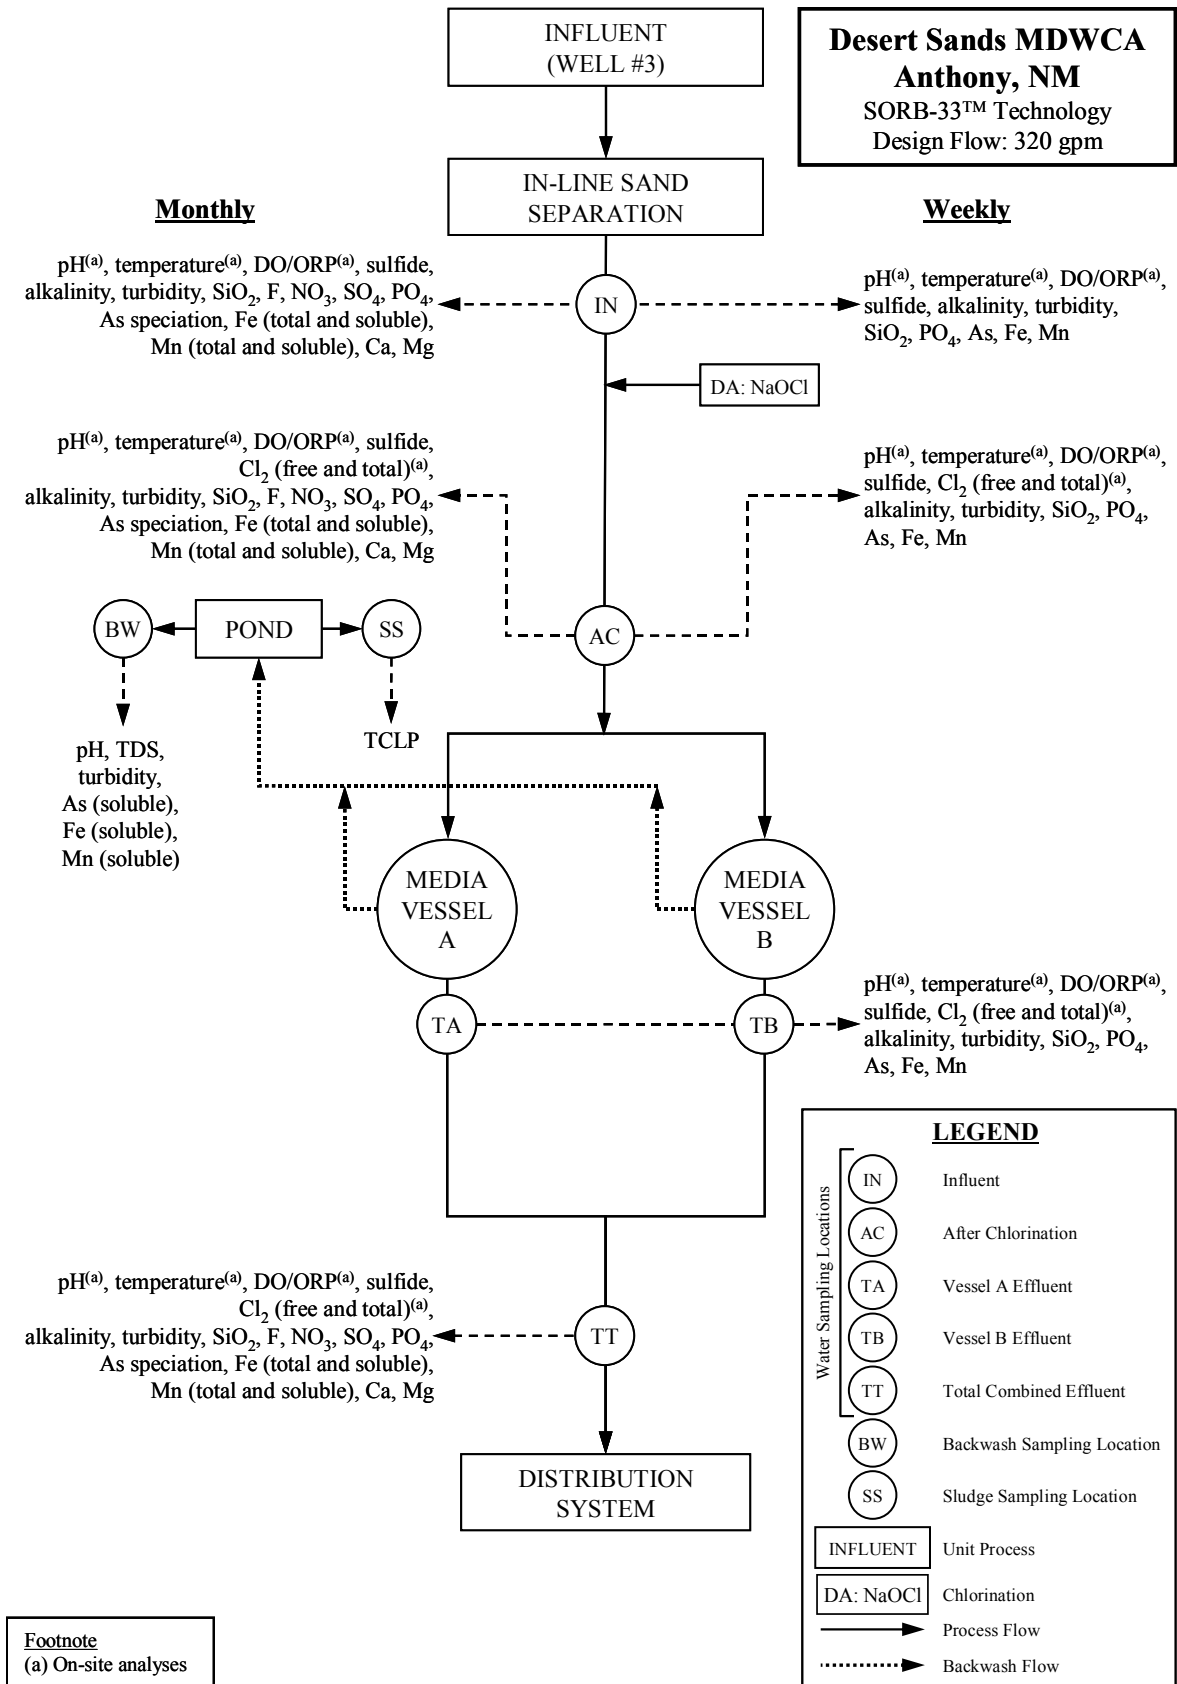 INFLUENT
(WELL #3)
Desert Sands MDWCA
Anthony, NM
SORB-33™ Technology
Design Flow: 320 gpm
IN-LINE SAND
SEPARATION
Monthly
Weekly
pH(a), temperature(a), DO/ORP(a), sulfide,
alkalinity, turbidity, SiO2, F, NO3, SO4, PO4,
As speciation, Fe (total and soluble),
Mn (total and soluble), Ca, Mg
IN
pH(a), temperature(a), DO/ORP(a),
sulfide, alkalinity, turbidity,
SiO2, PO4, As, Fe, Mn
DA: NaOCl
pH(a), temperature(a), DO/ORP(a), sulfide,
Cl2 (free and total)(a),
alkalinity, turbidity, SiO2, F, NO3, SO4, PO4,
As speciation, Fe (total and soluble),
Mn (total and soluble), Ca, Mg
pH(a), temperature(a), DO/ORP(a),
sulfide, Cl2 (free and total)(a),
alkalinity, turbidity, SiO2, PO4,
As, Fe, Mn
BW
POND
SS
AC
TCLP
pH, TDS,
turbidity,
As (soluble),
Fe (soluble),
Mn (soluble)
MEDIA
VESSEL
A
MEDIA
VESSEL
B
TA
TB
pH(a), temperature(a), DO/ORP(a),
sulfide, Cl2 (free and total)(a),
alkalinity, turbidity, SiO2, PO4,
As, Fe, Mn
pH(a), temperature(a), DO/ORP(a), sulfide,
Cl2 (free and total)(a),
alkalinity, turbidity, SiO2, F, NO3, SO4, PO4,
As speciation, Fe (total and soluble),
Mn (total and soluble), Ca, Mg
TT
DISTRIBUTION
SYSTEM
LEGEND
Water Sampling Locations
IN Influent
AC After Chlorination
TA Vessel A Effluent
TB Vessel B Effluent
TT Total Combined Effluent
BW Backwash Sampling Location
SS Sludge Sampling Location
INFLUENT Unit Process
DA: NaOCl Chlorination
Process Flow
Backwash Flow
Footnote
(a) On-site analyses